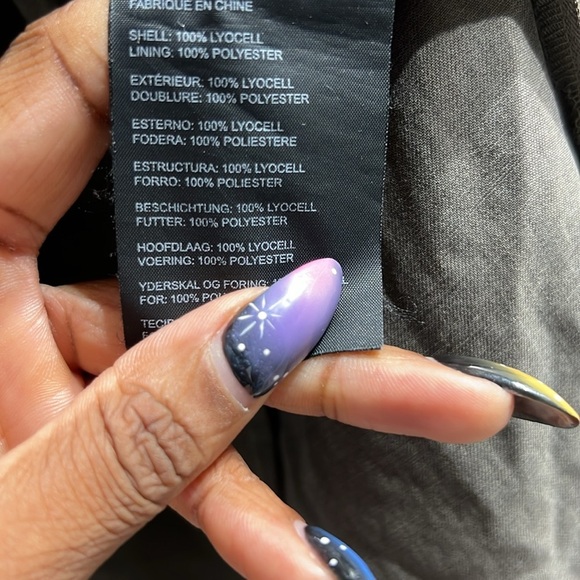 FABRIQUÉ EN CHINE
SHELL: 100% LYOCELL
LINING: 100% POLYESTER
EXTÉRIEUR: 100% LYOCELL
DOUBLURE: 100% POLYESTER
ESTERNO: 100% LYOCELL
FODERA: 100% POLIESTERE
ESTRUCTURA: 100% LYOCELL
FORRO: 100% POLIESTER
BESCHICHTUNG: 100% LYOCELL
FUTTER: 100% POLYESTER
HOOFDLAAG: 100% LYOCELL
VOERING: 100% POLYESTER
YDERSKAL OG FORING:
FOR: 100%